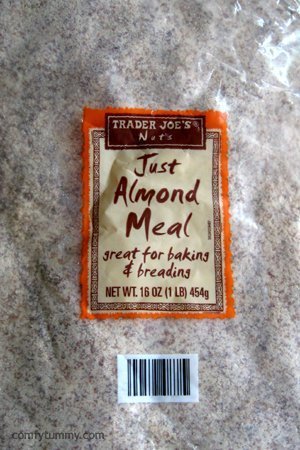 TRADER JOE'S
Nuts
Just
Almond
Meal
great for baking
& breading
NET WT. 16 OZ (1 LB) 454g
comfytummy.com